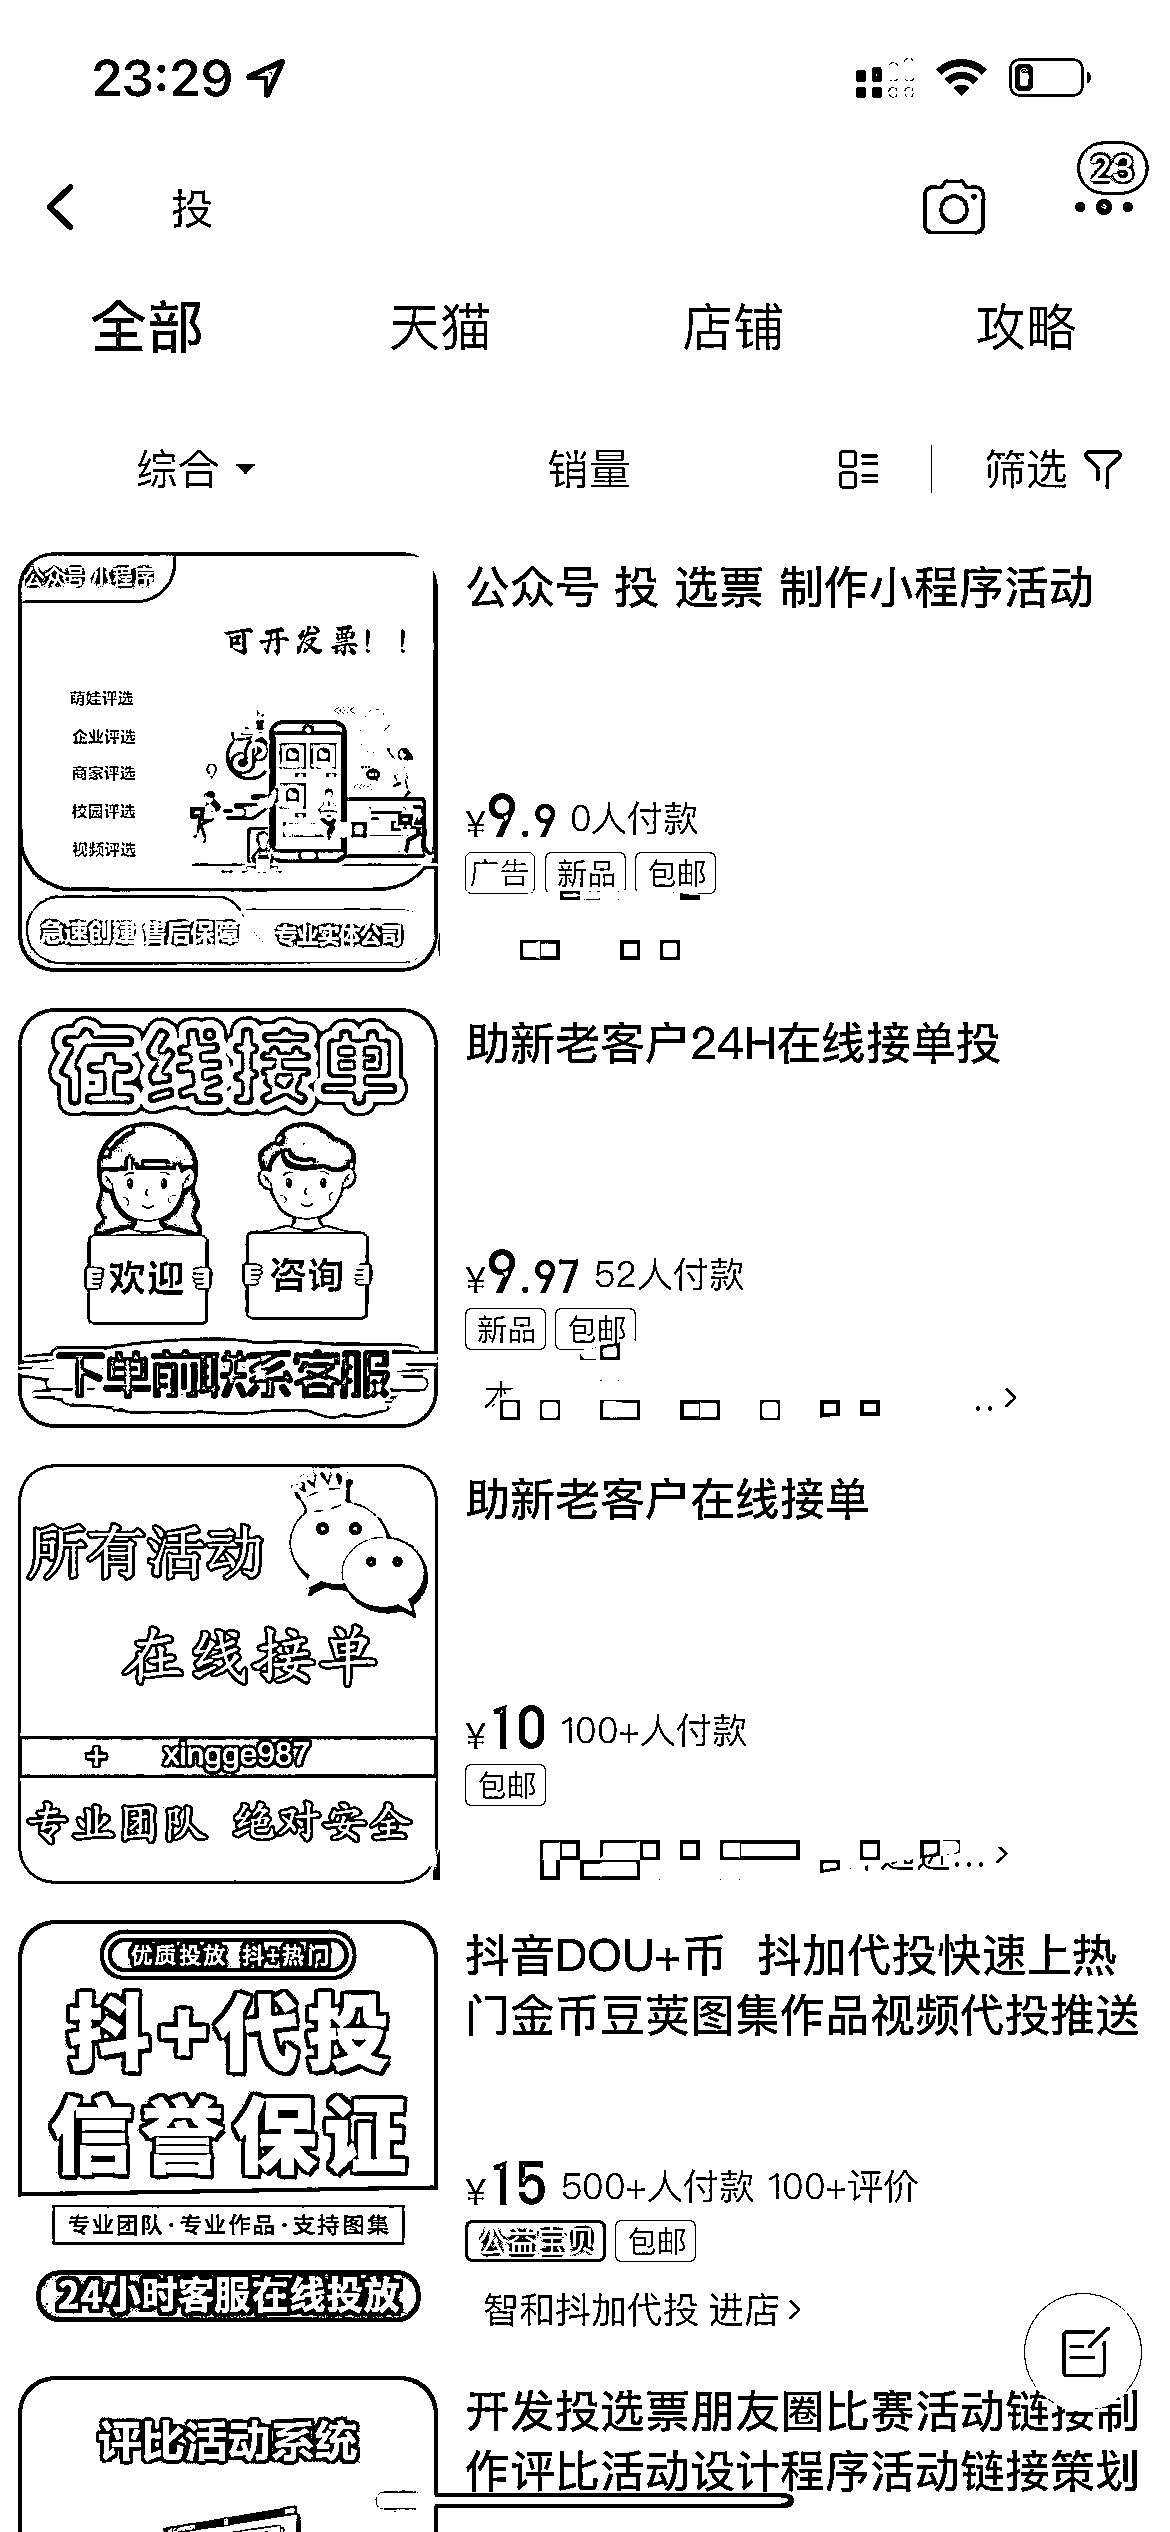 23:29
23
投
全部 天猫 店铺 攻略
综合 销量 筛选
公众号 小程序
可开发票！！
萌娃评选
企业评选
商家评选
校园评选
视频评选
急速创建 售后保障 专业实体公司
公众号 投 选票 制作小程序活动
¥9.9 0人付款
广告 新品 包邮
在线接单
欢迎 咨询
下单前联系客服
助新老客户24H在线接单投
¥9.97 52人付款
新品 包邮
所有活动
在线接单
+ xingge987
专业团队 绝对安全
助新老客户在线接单
¥10 100+人付款
包邮
优质投放 抖+热门
抖+代投
信誉保证
专业团队·专业作品·支持图集
24小时客服在线投放
抖音DOU+币 抖加代投快速上热
门金币豆荚图集作品视频代投推送
¥15 500+人付款 100+评价
公益宝贝 包邮
智和抖加代投 进店
评比活动系统
开发投选票朋友圈比赛活动链接制
作评比活动设计程序活动链接策划